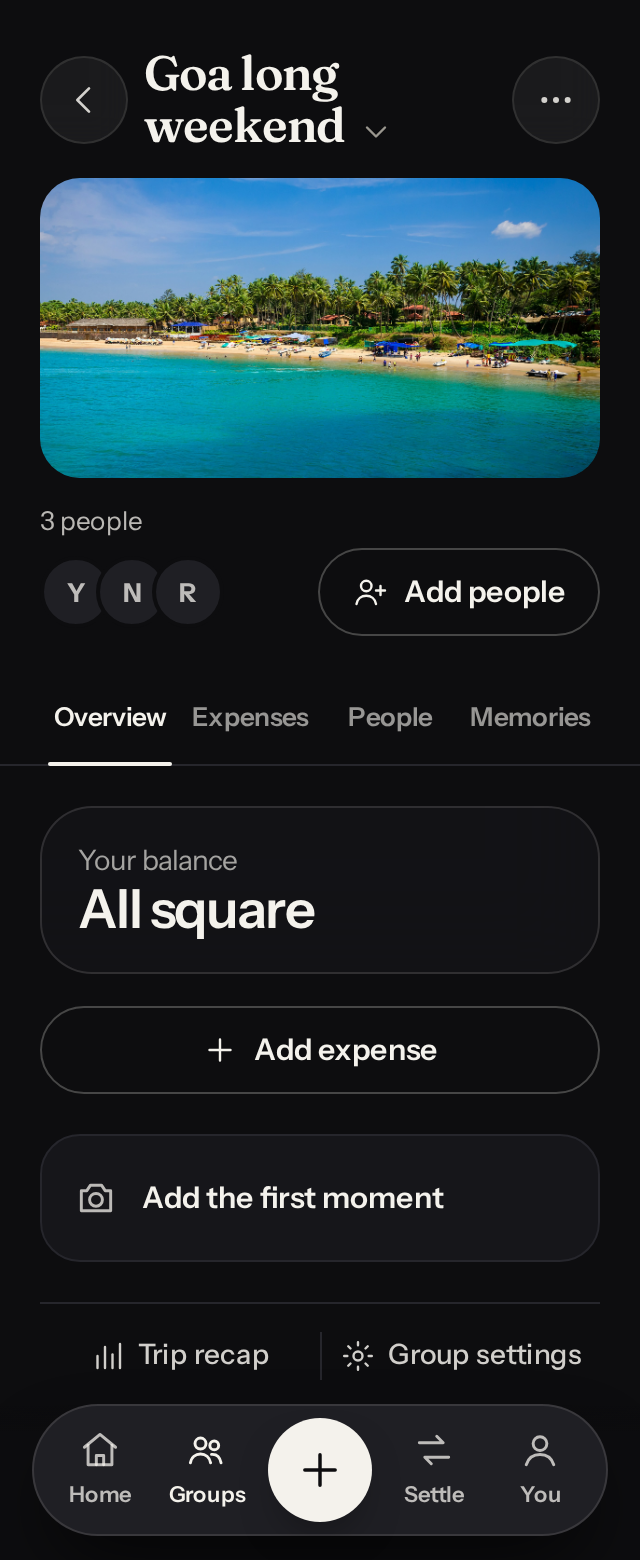 Goa long
weekend
3 people
Y N R
Add people
Overview Expenses People Memories
Your balance
All square
Add expense
Add the first moment
Trip recap Group settings
Home Groups Settle You